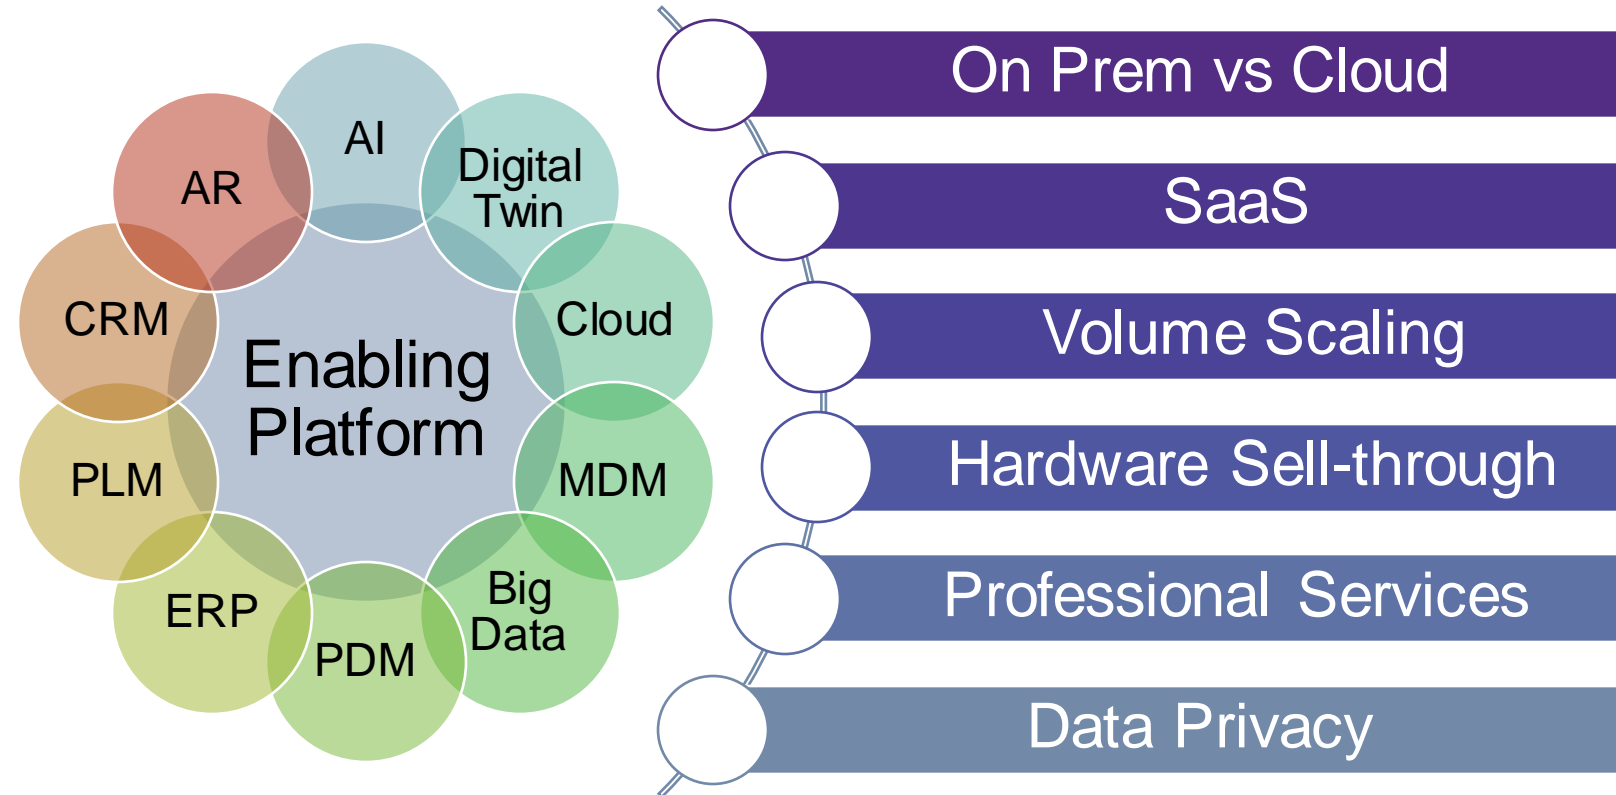 AI
Digital
Twin
Cloud
MDM
Big
Data
PDM
ERP
PLM
CRM
AR
Enabling
Platform
On Prem vs Cloud
SaaS
Volume Scaling
Hardware Sell-through
Professional Services
Data Privacy